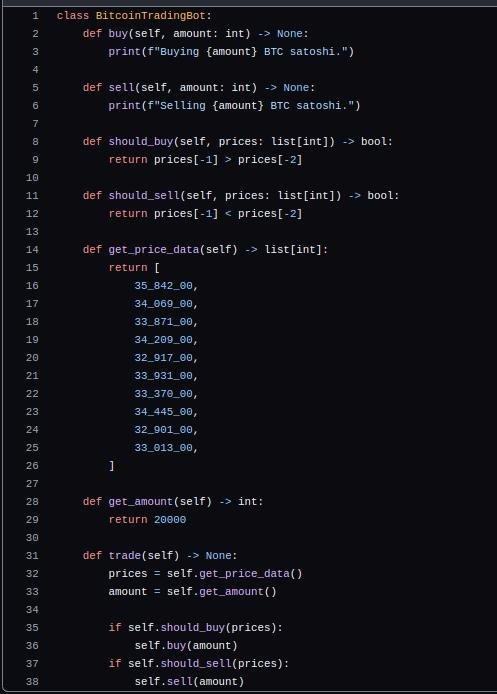 1 class BitcoinTradingBot:
2     def buy(self, amount: int) -> None:
3         print(f"Buying {amount} BTC satoshi.")
4
5     def sell(self, amount: int) -> None:
6         print(f"Selling {amount} BTC satoshi.")
7
8     def should_buy(self, prices: list[int]) -> bool:
9         return prices[-1] > prices[-2]
10
11     def should_sell(self, prices: list[int]) -> bool:
12         return prices[-1] < prices[-2]
13
14     def get_price_data(self) -> list[int]:
15         return [
16             35_842_00,
17             34_069_00,
18             33_871_00,
19             34_209_00,
20             32_917_00,
21             33_931_00,
22             33_370_00,
23             34_445_00,
24             32_901_00,
25             33_013_00,
26         ]
27
28     def get_amount(self) -> int:
29         return 20000
30
31     def trade(self) -> None:
32         prices = self.get_price_data()
33         amount = self.get_amount()
34
35         if self.should_buy(prices):
36             self.buy(amount)
37         if self.should_sell(prices):
38             self.sell(amount)